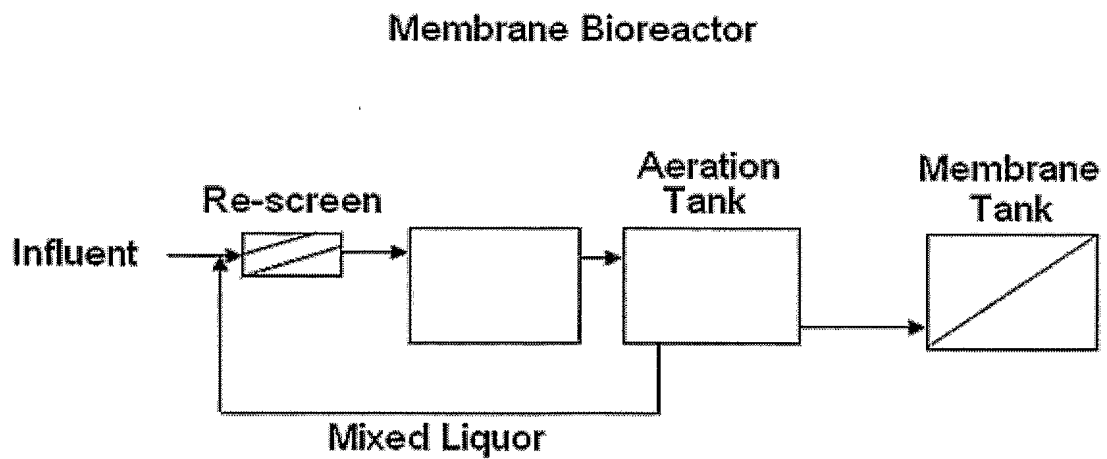 Membrane Bioreactor
Aeration
Tank
Membrane
Tank
Re-screen
Influent
Mixed Liquor